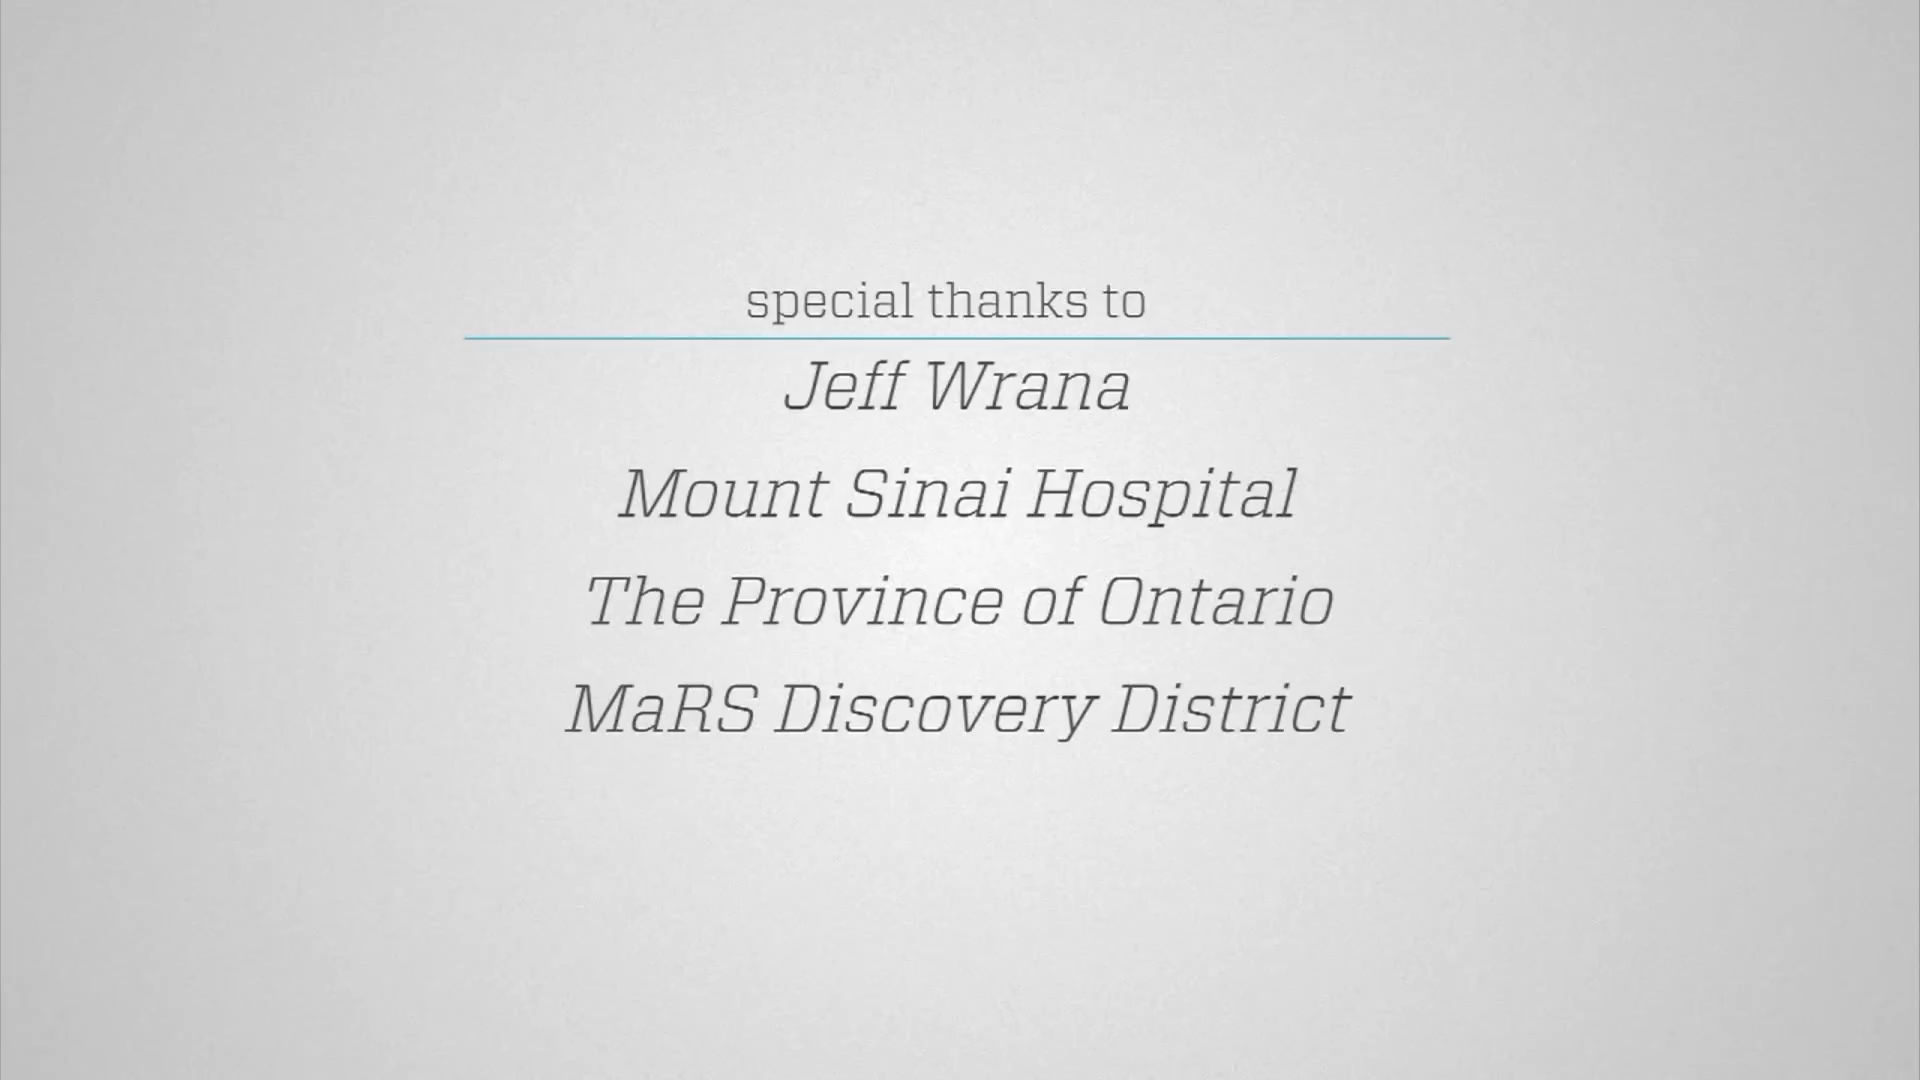 special thanks to
Jeff Wrana
Mount Sinai Hospital
The Province of Ontario
MaRS Discovery District